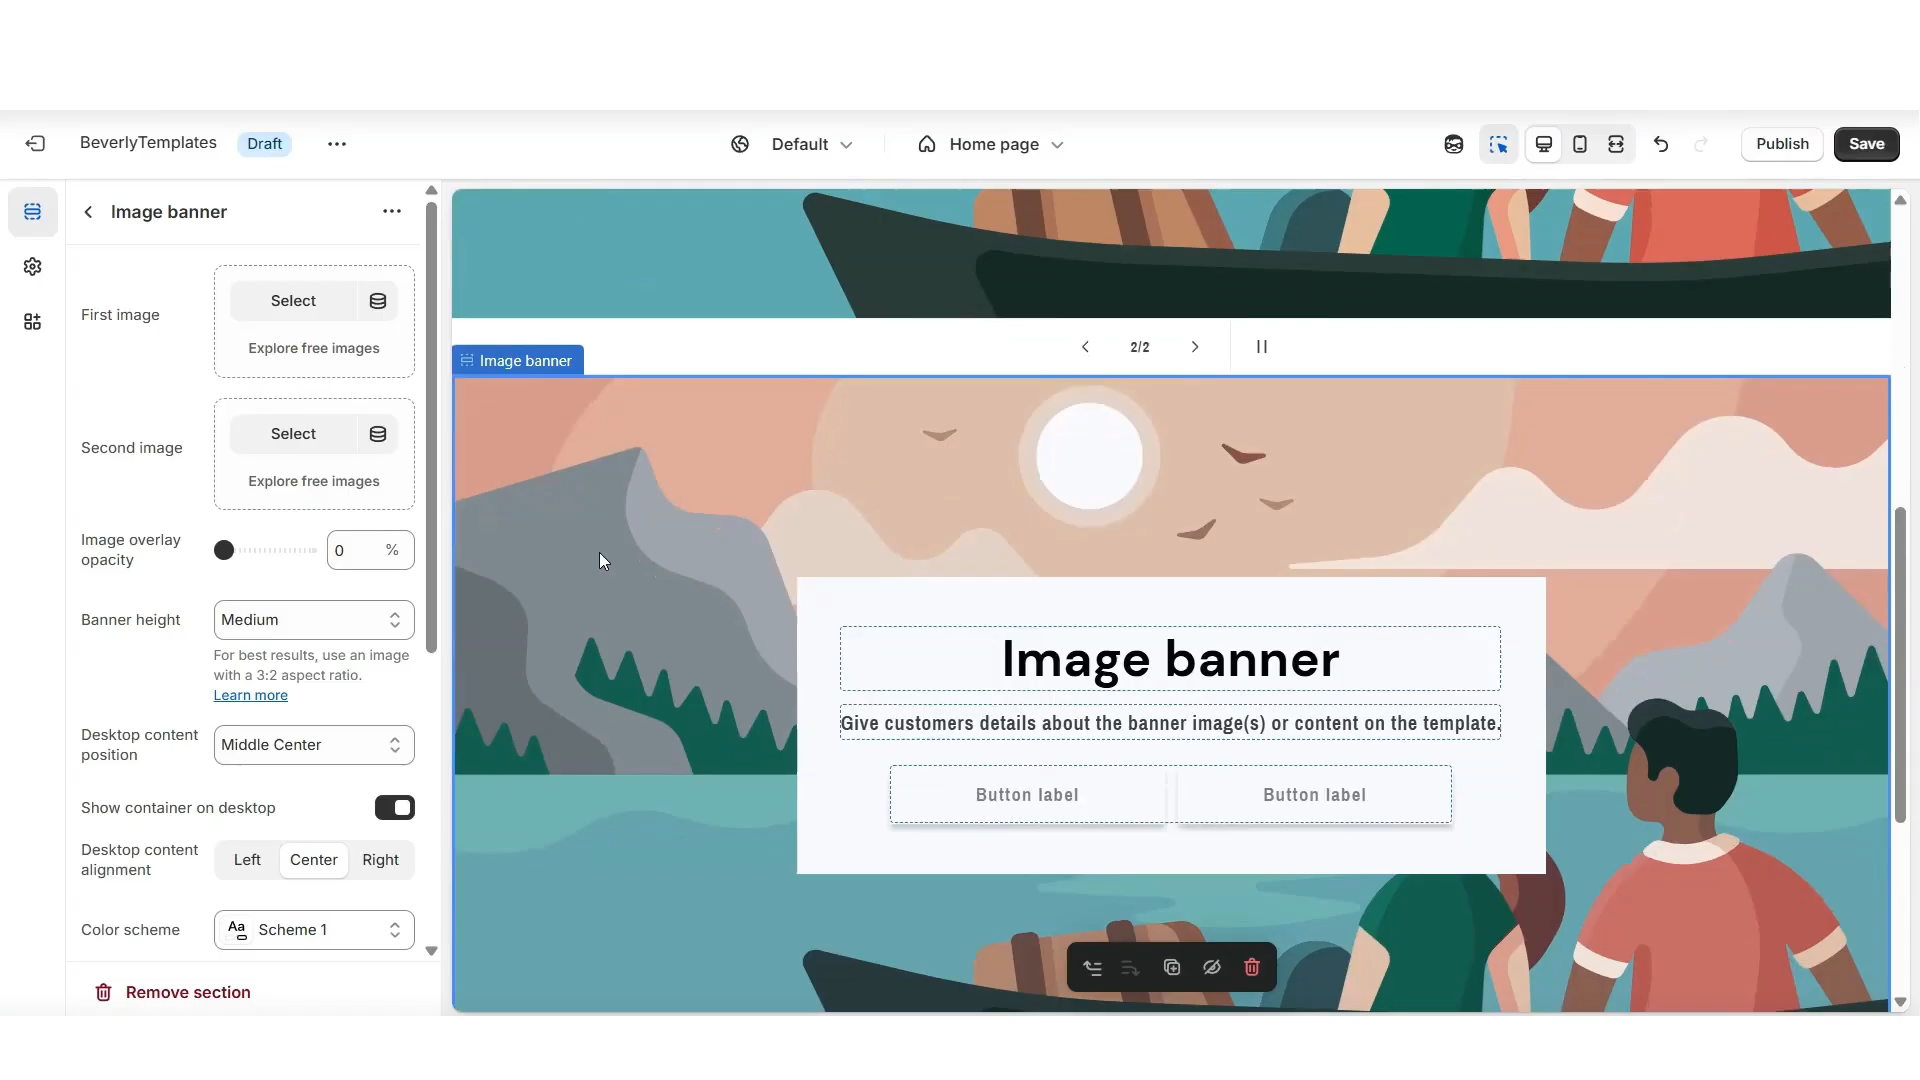 BeverlyTemplates
Draft
Default
Home page
Publish
Save
Image banner
First image
Select
Explore free images
Second image
Select
Explore free images
Image overlay
opacity
0 %
Banner height
Medium
For best results, use an image
with a 3:2 aspect ratio.
Learn more
Desktop content
position
Middle Center
Show container on desktop
Desktop content
alignment
Left Center Right
Color scheme
Aa Scheme 1
Remove section
2/2
Image banner
Image banner
Give customers details about the banner image(s) or content on the template.
Button label
Button label